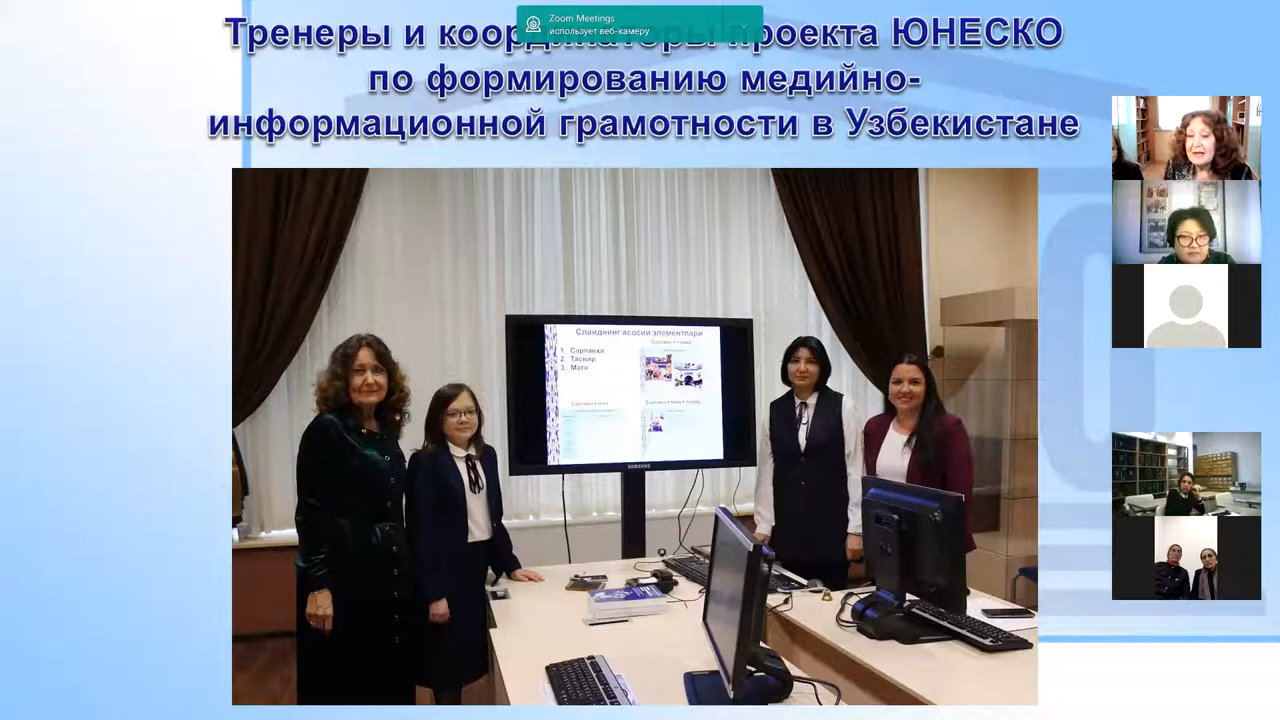 Zoom Meetings
использует веб-камеру
Тренеры и координаторы проекта ЮНЕСКО
по формированию медийно-
информационной грамотности в Узбекистане
Слайднинг асосий элементлари
1. Сарлавҳа
2. Тасвир
3. Матн
SAMSUNG